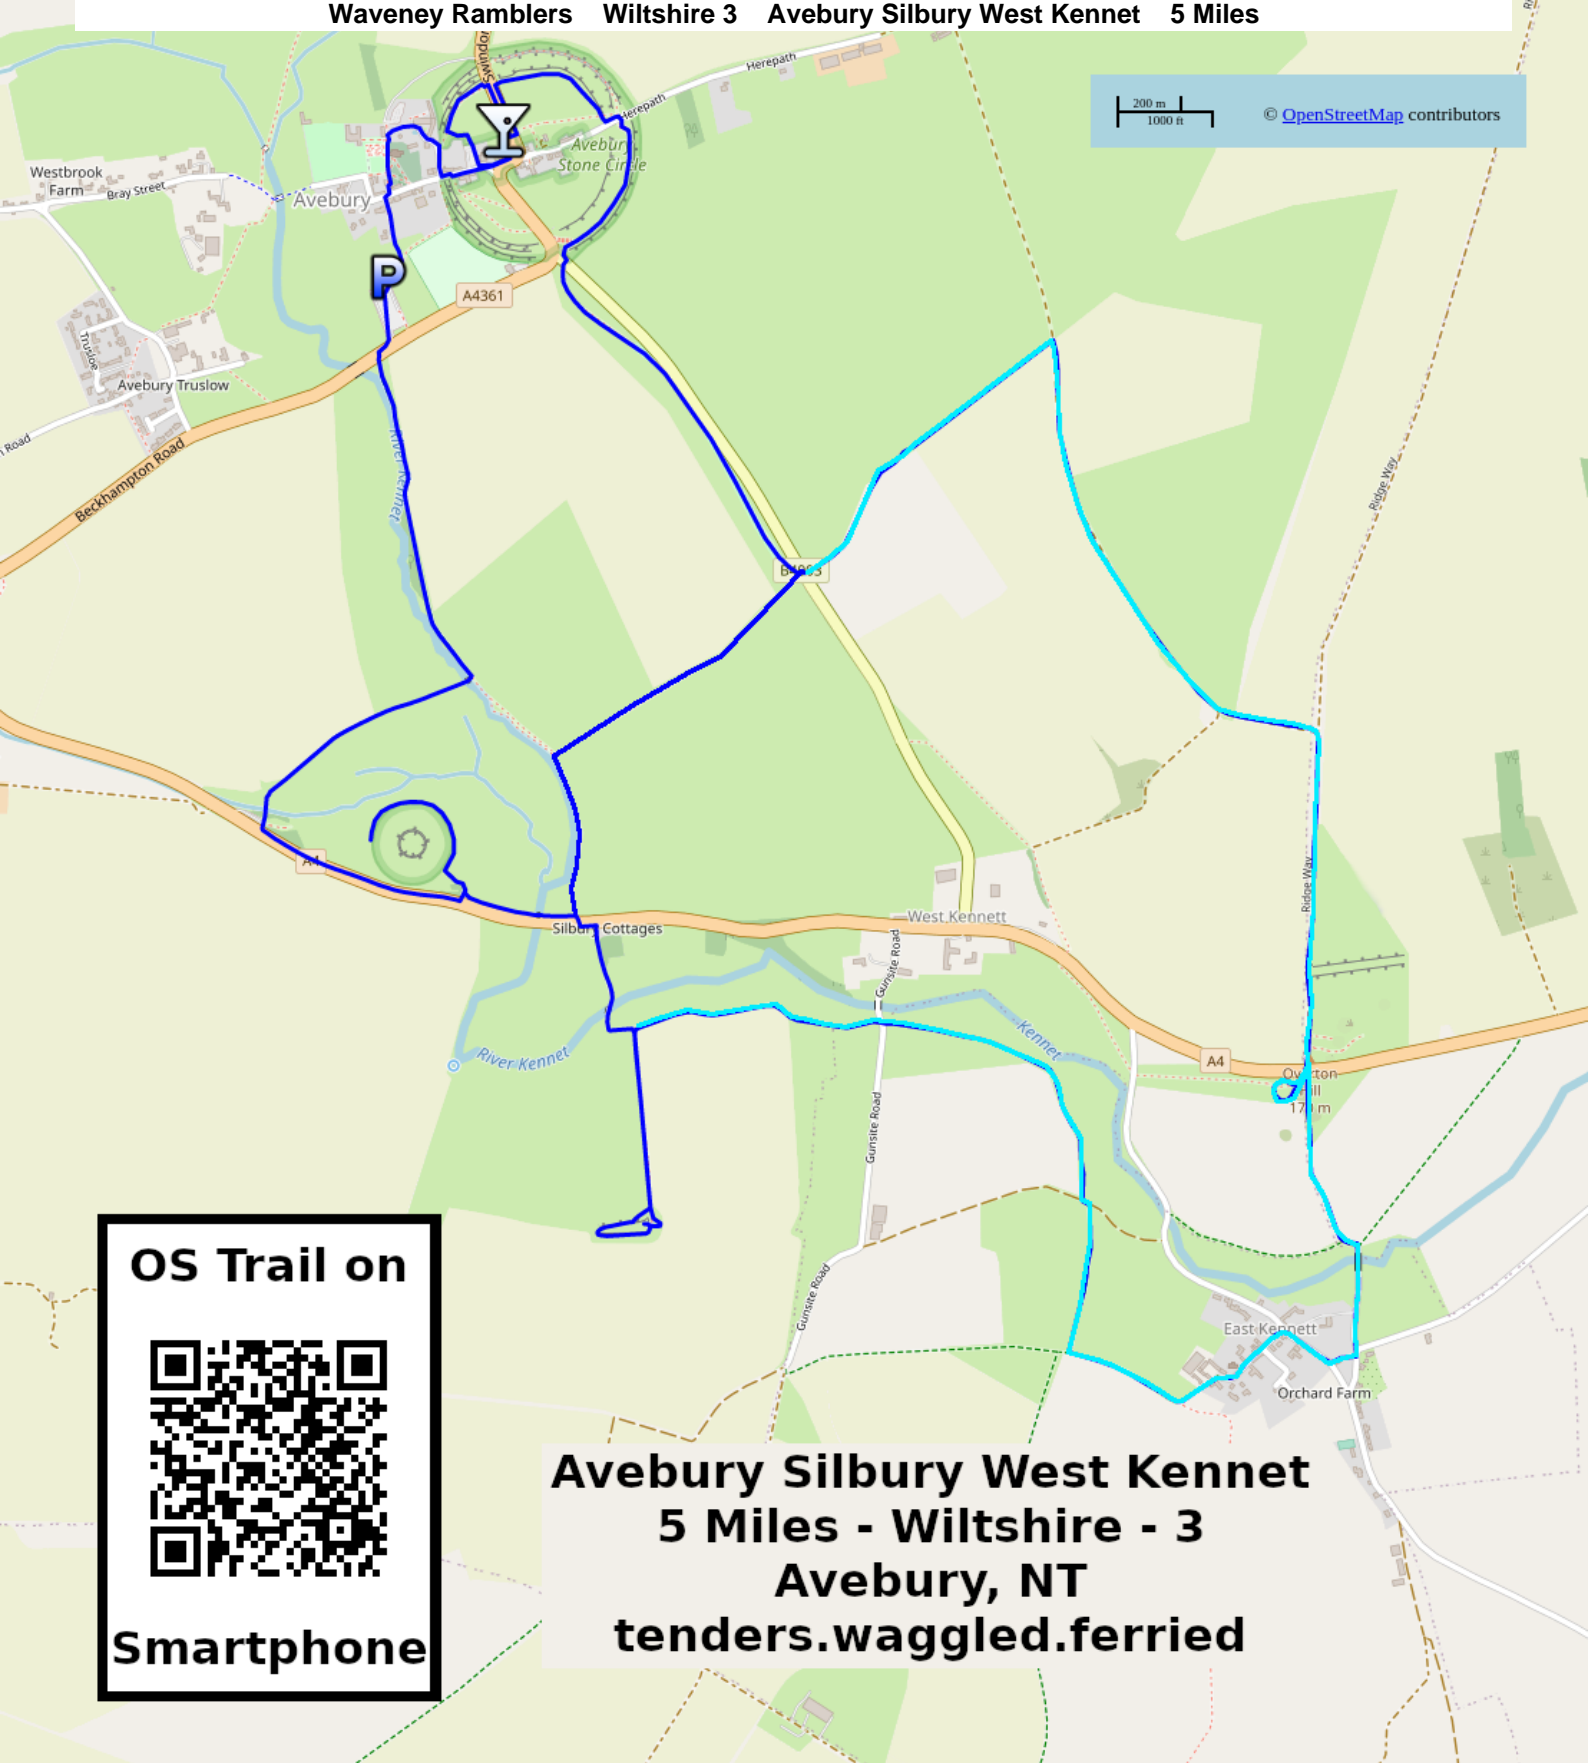 Waveney Ramblers Wiltshire 3 Avebury Silbury West Kennet 5 Miles
Herepath
200 m
1000 ft
© OpenStreetMap contributors
Herepath
Avebury
Stone Circle
Westbrook
Farm
Bray Street
Avebury
P
A4361
Trusloe
Avebury Truslow
Beckhampton Road
River Kennet
Ridge Way
A4
Ridge Way
West Kennett
Silbury Cottages
Gunsite Road
Kennet
River Kennet
A4
Overton
Hill
Gunsite Road
Gunsite Road
East Kennett
Orchard Farm
OS Trail on
Smartphone
Avebury Silbury West Kennet
5 Miles - Wiltshire - 3
Avebury, NT
tenders.waggled.ferried